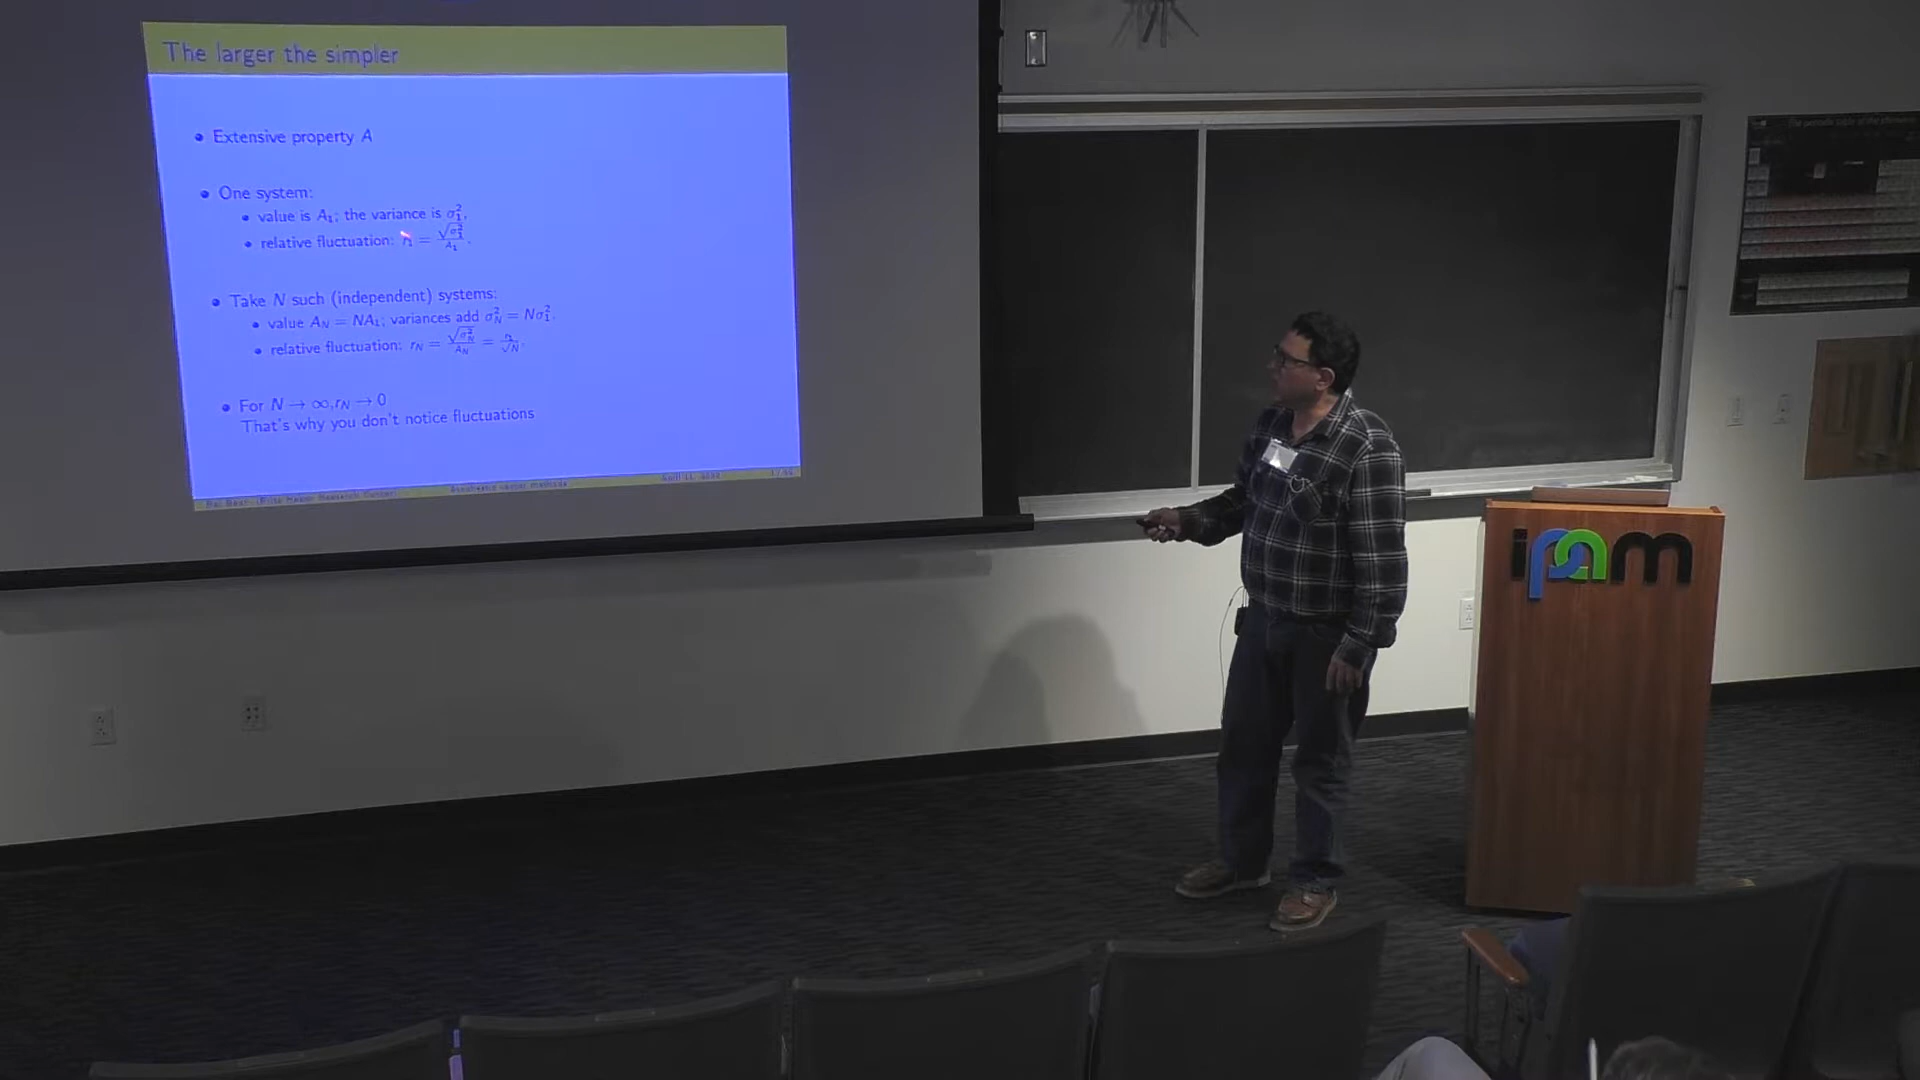 The larger the simpler
• Extensive property A
• One system:
• value is A₁; the variance is σ₁².
• relative fluctuation: r₁ = √σ₁² / A₁.
• Take N such (independent) systems:
• value A_N = NA₁; variances add σ_N² = Nσ₁².
• relative fluctuation: r_N = √σ_N² / A_N = r₁ / √N.
• For N → ∞, r_N → 0
That's why you don't notice fluctuations
ipam